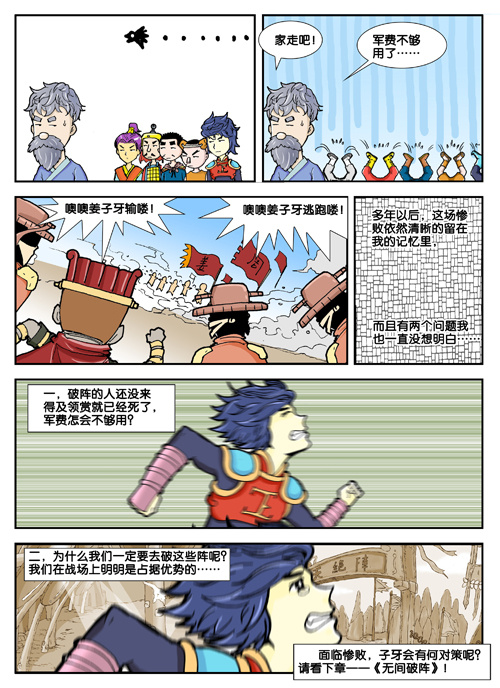 家走吧！
军费不够
用了……
噢噢姜子牙输喽！
噢噢姜子牙逃跑喽！
姜
多年以后，这场惨
败依然清晰的留在
我的记忆里，
而且有两个问题我
也一直没想明白……
一，破阵的人还没来
得及领赏就已经死了，
军费怎会不够用？
王
二，为什么我们一定要去破这些阵呢？
我们在战场上明明是占据优势的……
绝阵
面临惨败，子牙会有何对策呢？
请看下章——《无间破阵》！